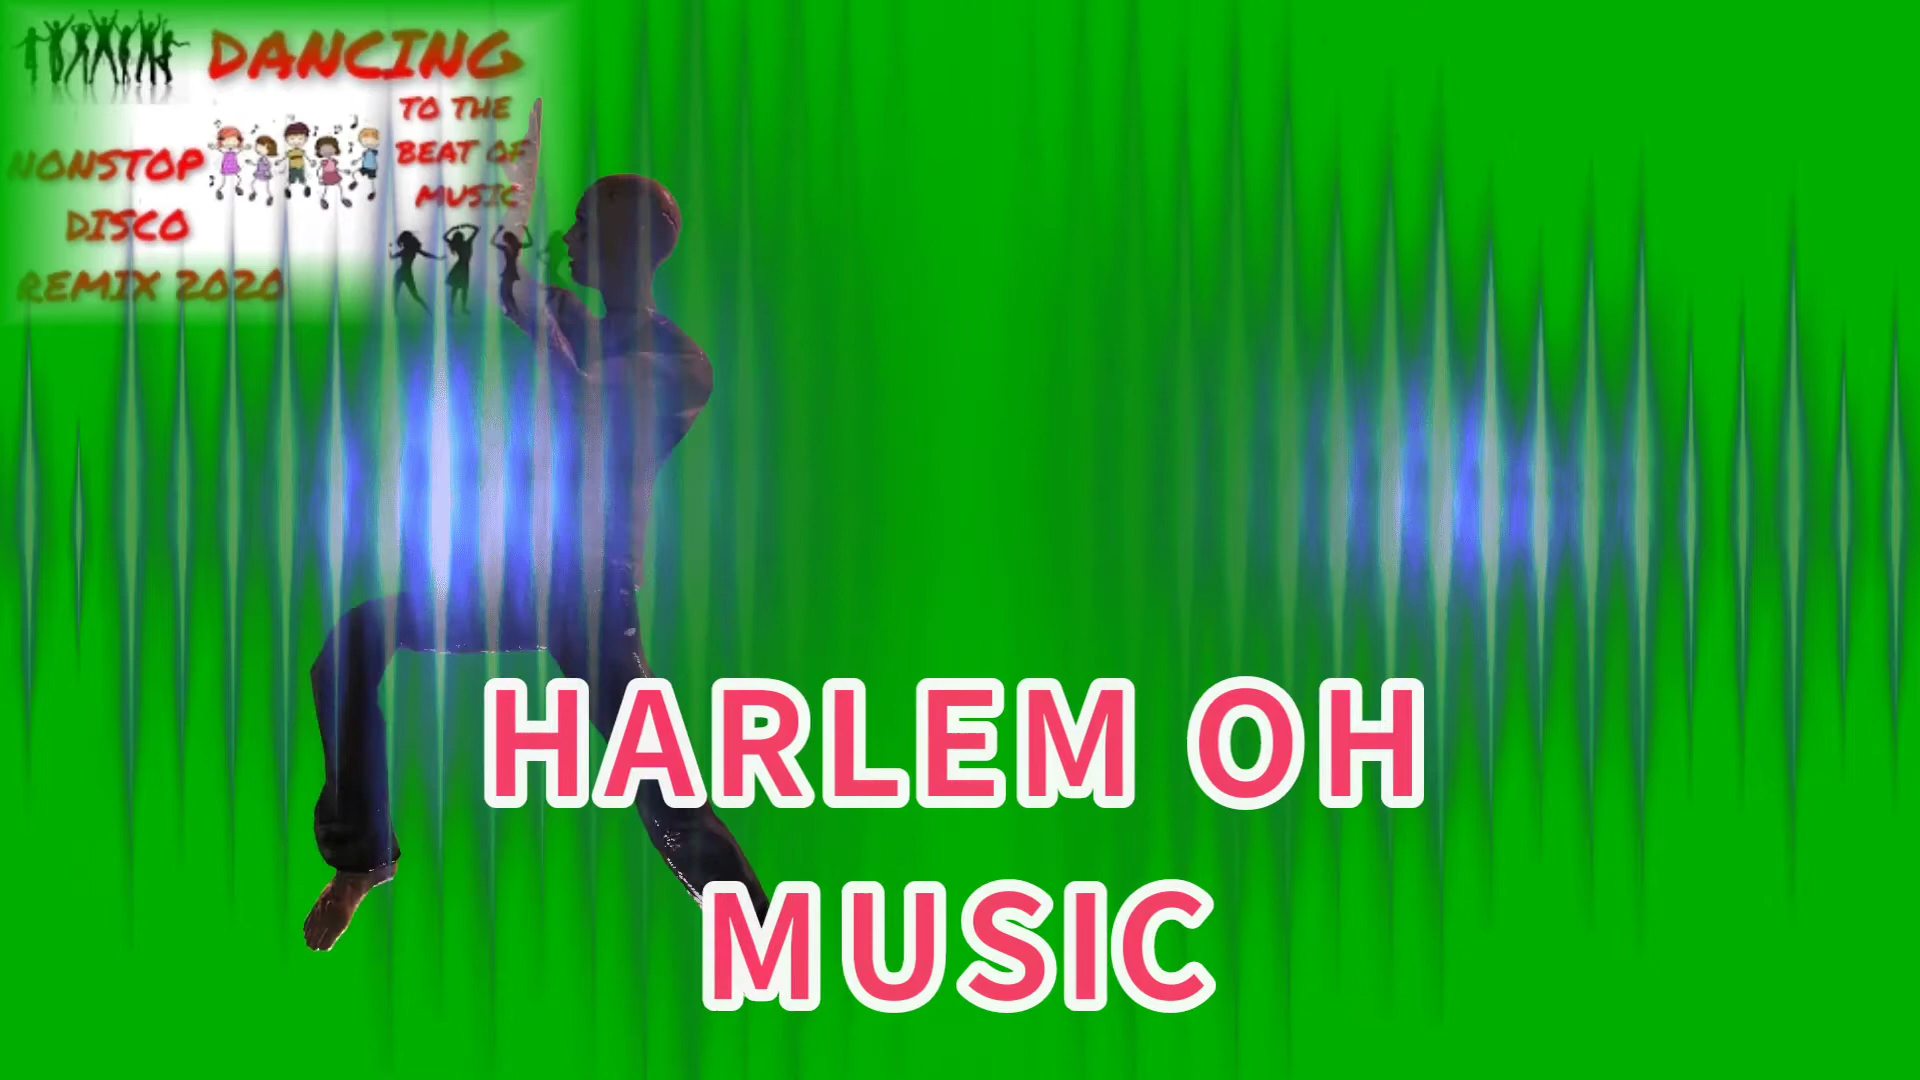 DANCING
TO THE
BEAT OF
MUSIC
NONSTOP
DISCO
REMIX 2020
HARLEM OH
MUSIC